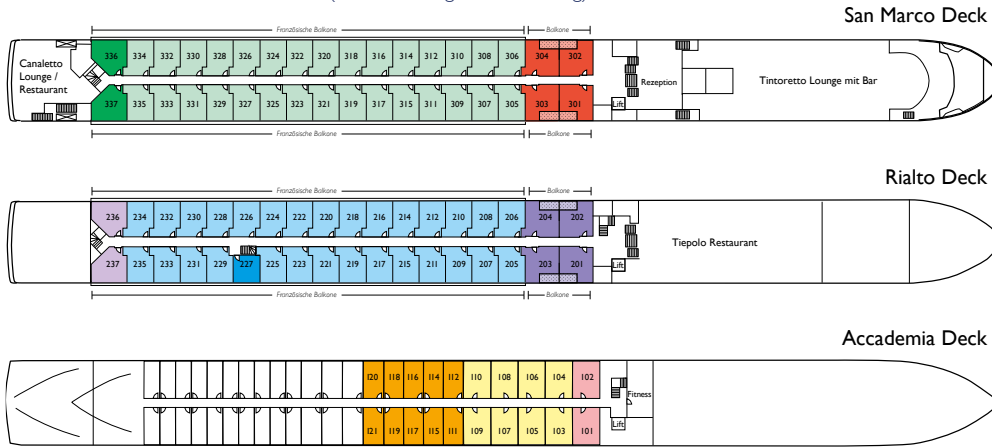 San Marco Deck
Französische Balkone
Balkone
Canaletto
Lounge /
Restaurant
336 334 332 330 328 326 324 322 320 318 316 314 312 310 308 306 304 302
Rezeption
Tintoretto Lounge mit Bar
337 335 333 331 329 327 325 323 321 319 317 315 311 309 307 305 303 301
Lift
Französische Balkone
Balkone
Rialto Deck
Französische Balkone
Balkone
236 234 232 230 228 226 224 222 220 218 216 214 212 210 208 206 204 202
Tiepolo Restaurant
237 235 233 231 229 227 225 223 221 219 217 215 211 209 207 205 203 201
Lift
Französische Balkone
Balkone
Accademia Deck
120 118 116 114 112 110 108 106 104 102
Fitness
121 119 117 115 111 109 107 105 103 101
Lift